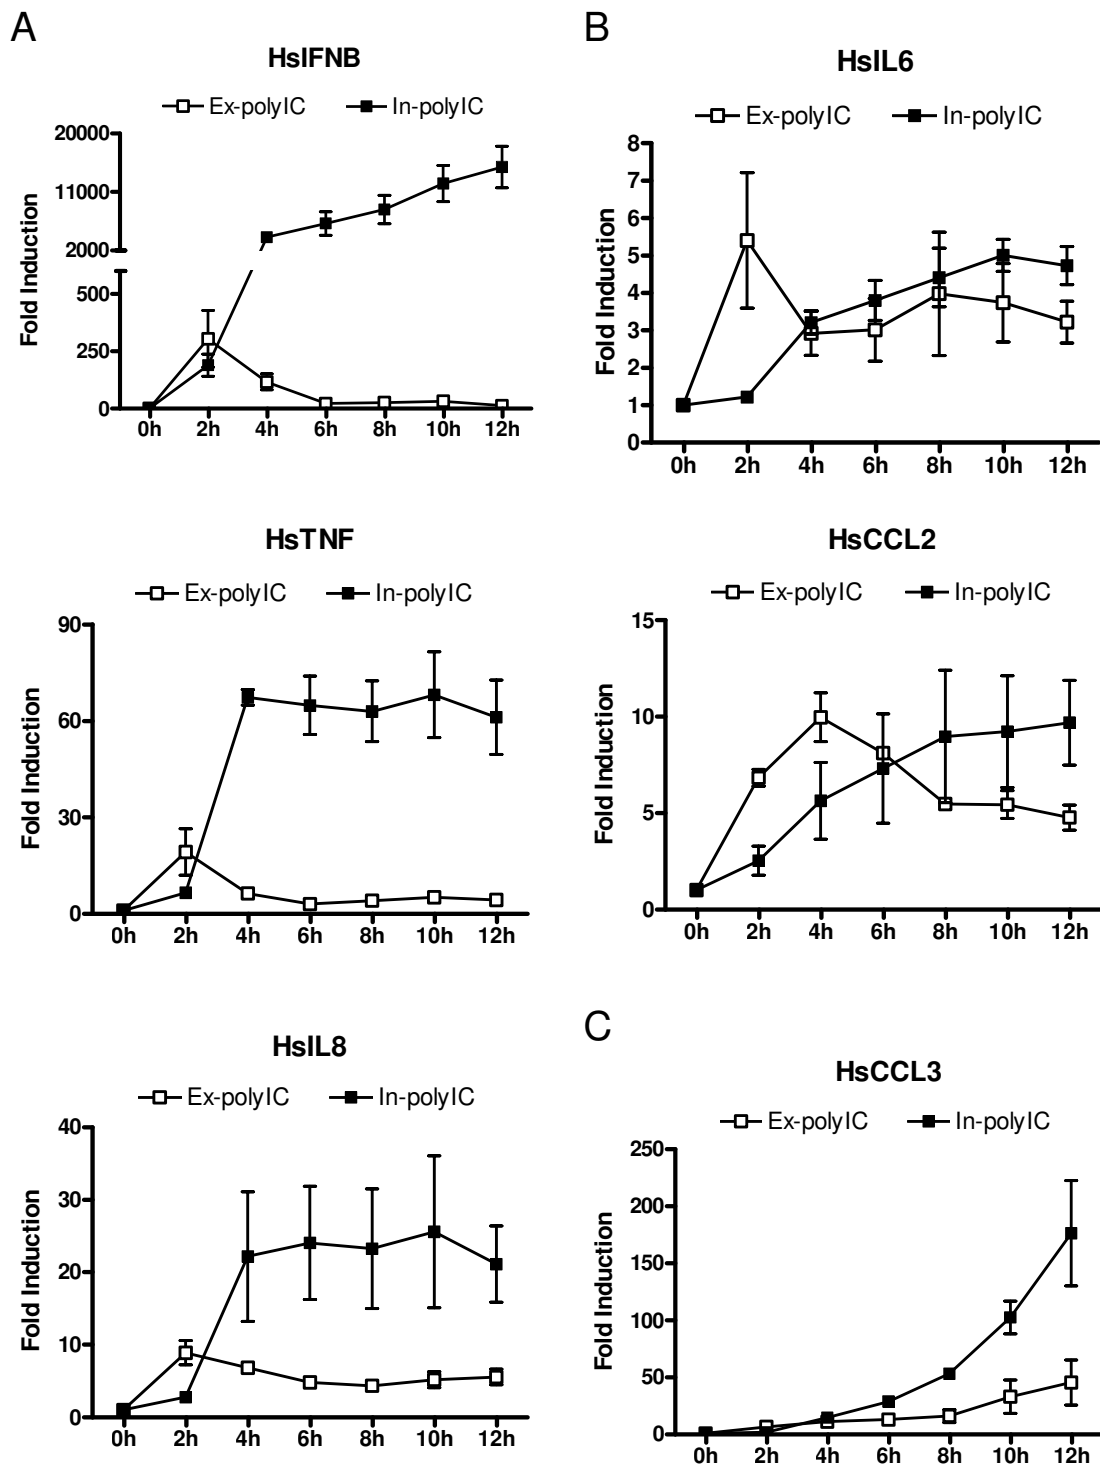 A
HsIFNB
Ex-polyIC In-polyIC
Fold Induction
20000
11000
2000
500
250
0
0h 2h 4h 6h 8h 10h 12h
HsTNF
Ex-polyIC In-polyIC
Fold Induction
90
60
30
0
0h 2h 4h 6h 8h 10h 12h
HsIL8
Ex-polyIC In-polyIC
Fold Induction
40
30
20
10
0
0h 2h 4h 6h 8h 10h 12h
B
HsIL6
Ex-polyIC In-polyIC
Fold Induction
8
7
6
5
4
3
2
1
0
0h 2h 4h 6h 8h 10h 12h
HsCCL2
Ex-polyIC In-polyIC
Fold Induction
15
10
5
0
0h 2h 4h 6h 8h 10h 12h
C
HsCCL3
Ex-polyIC In-polyIC
Fold Induction
250
200
150
100
50
0
0h 2h 4h 6h 8h 10h 12h